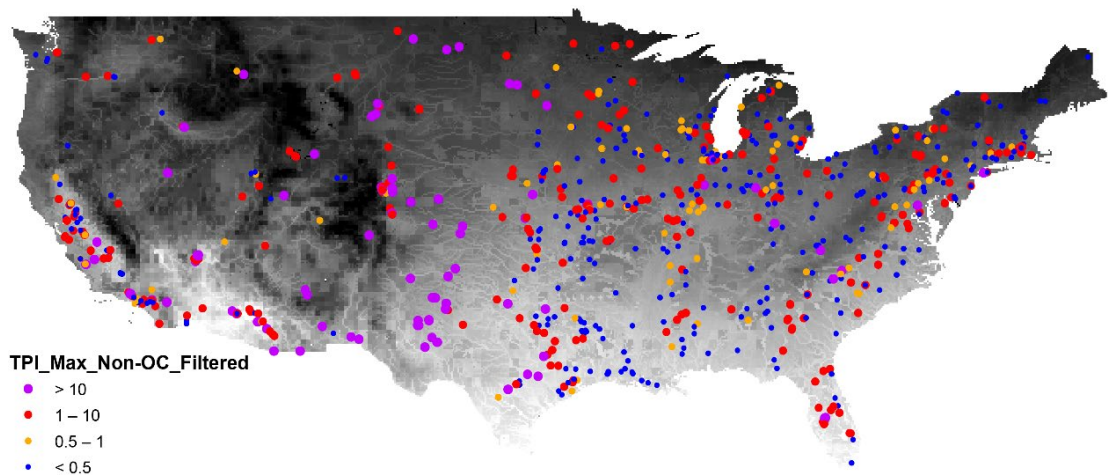 TPI_Max_Non-OC_Filtered
> 10
1 – 10
0.5 – 1
< 0.5